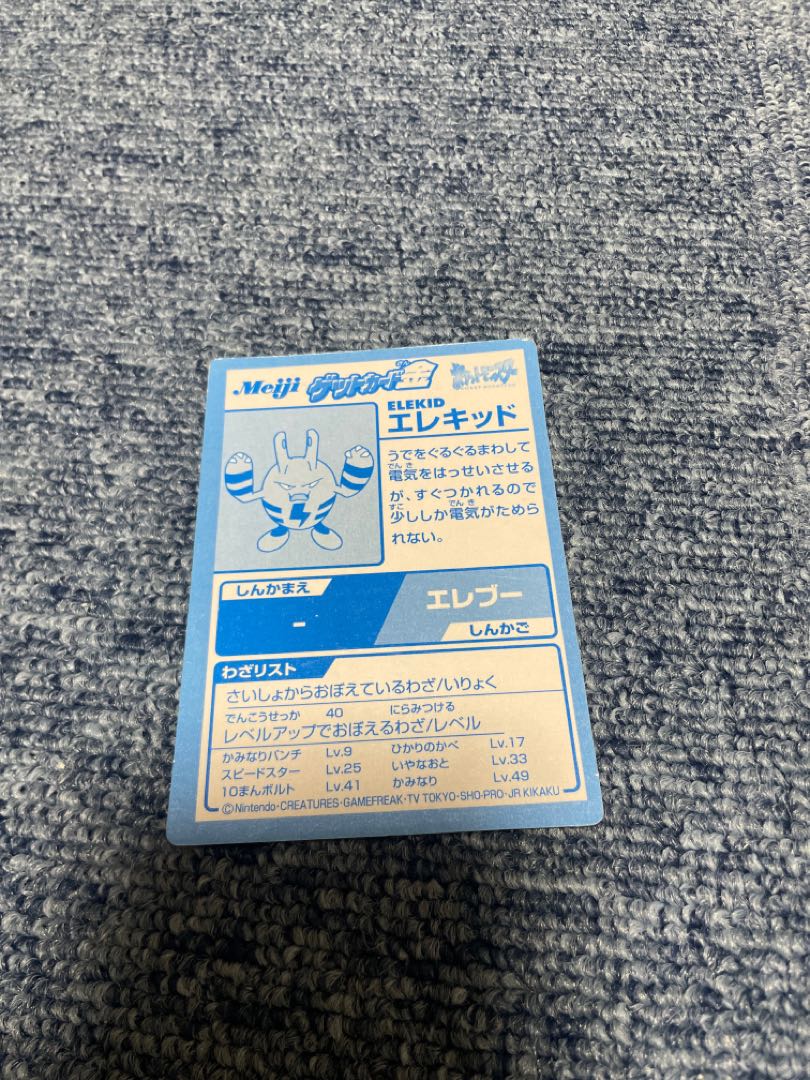 Meiji ゲットカード金 ポケットモンスター
ELEKID
エレキッド
うでをぐるぐるまわして
でんき
電気をはっせいさせる
が、すぐつかれるので
すこ でんき
少ししか電気がためら
れない。
しんかまえ
-
エレブー
しんかご
わざリスト
さいしょからおぼえているわざ/いりょく
でんこうせっか 40 にらみつける
レベルアップでおぼえるわざ/レベル
かみなりパンチ Lv.9 ひかりのかべ Lv.17
スピードスター Lv.25 いやなおと Lv.33
10まんボルト Lv.41 かみなり Lv.49
©Nintendo・CREATURES・GAMEFREAK・TV TOKYO・SHO-PRO・JR KIKAKU